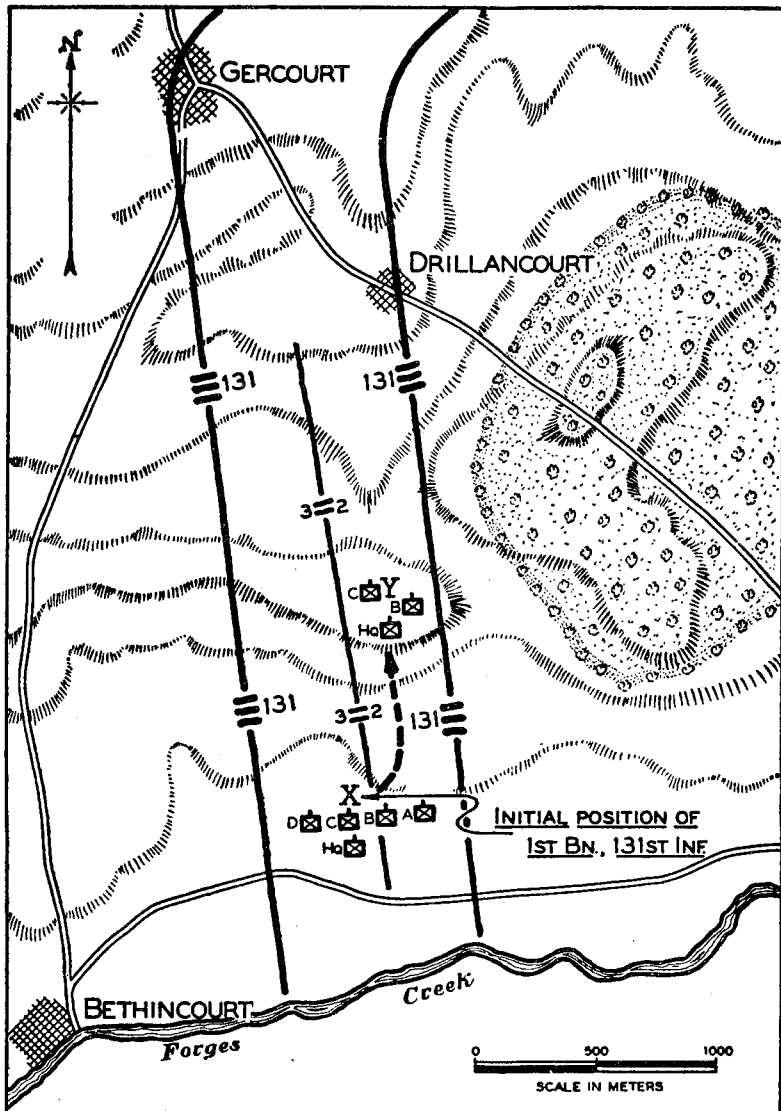 N
GERCOURT
DRILLANCOURT
131
131
3 2
C Y
B
HQ
131
3 2
131
X
D C B A
HQ
INITIAL POSITION OF
1ST BN., 131ST INF.
BETHINCOURT
Forges Creek
0 500 1000
SCALE IN METERS